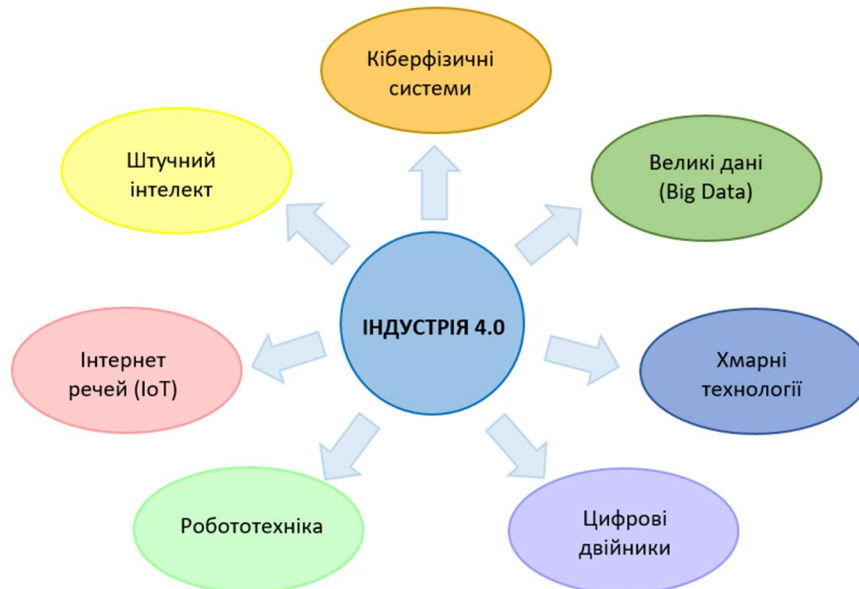 Кіберфізичні
системи
Штучний
інтелект
Великі дані
(Big Data)
ІНДУСТРІЯ 4.0
Інтернет
речей (IoT)
Хмарні
технології
Робототехніка
Цифрові
двійники